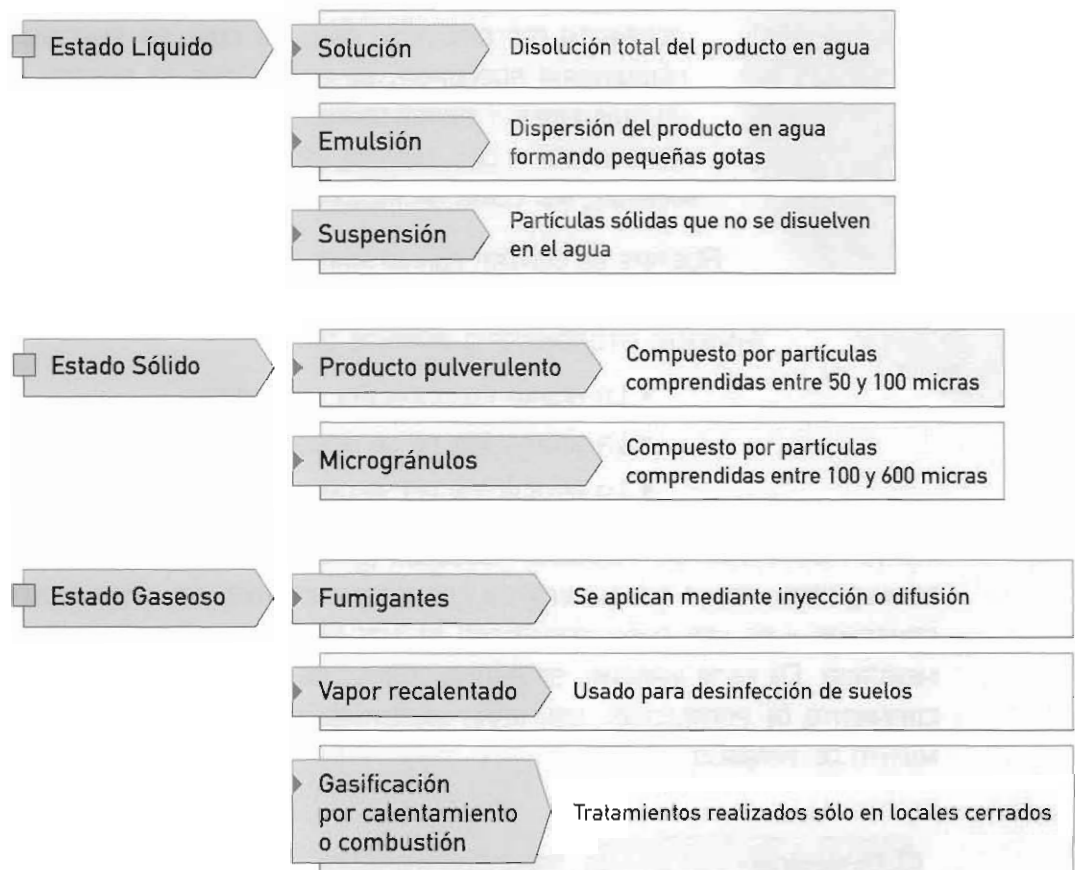 Estado Líquido
Solución
Disolución total del producto en agua
Emulsión
Dispersión del producto en agua
formando pequeñas gotas
Suspensión
Partículas sólidas que no se disuelven
en el agua
Estado Sólido
Producto pulverulento
Compuesto por partículas
comprendidas entre 50 y 100 micras
Microgránulos
Compuesto por partículas
comprendidas entre 100 y 600 micras
Estado Gaseoso
Fumigantes
Se aplican mediante inyección o difusión
Vapor recalentado
Usado para desinfección de suelos
Gasificación
por calentamiento
o combustión
Tratamientos realizados sólo en locales cerrados